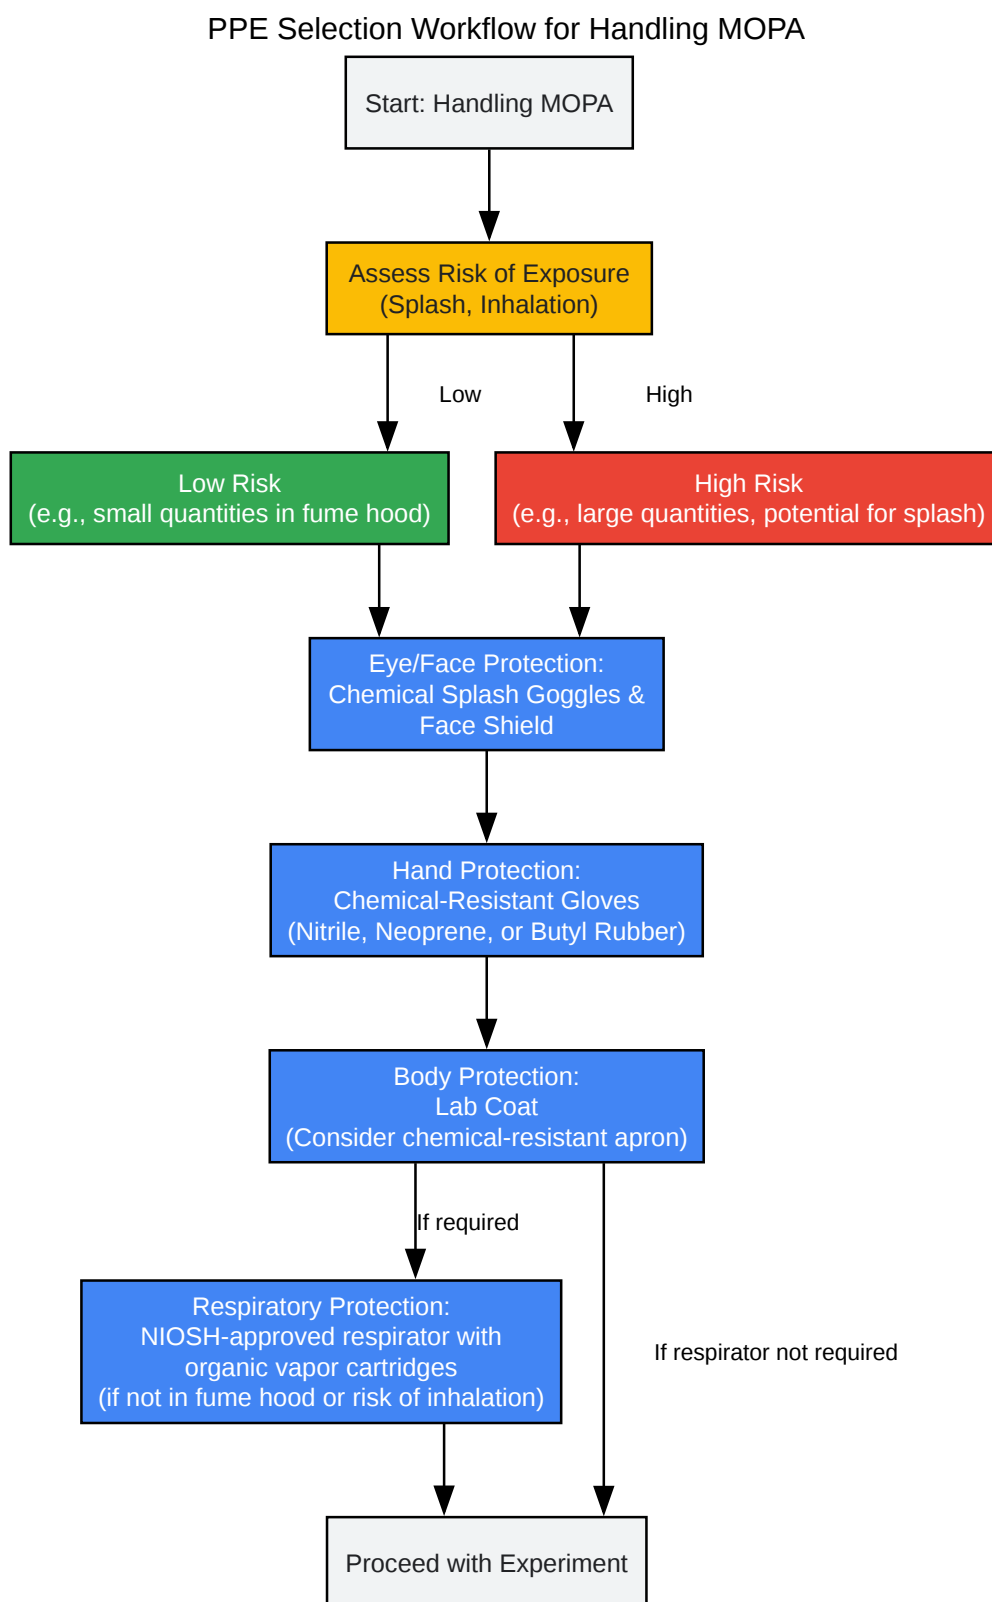 PPE Selection Workflow for Handling MOPA
Start: Handling MOPA
Assess Risk of Exposure
(Splash, Inhalation)
Low
High
Low Risk
(e.g., small quantities in fume hood)
High Risk
(e.g., large quantities, potential for splash)
Eye/Face Protection:
Chemical Splash Goggles &
Face Shield
Hand Protection:
Chemical-Resistant Gloves
(Nitrile, Neoprene, or Butyl Rubber)
Body Protection:
Lab Coat
(Consider chemical-resistant apron)
If required
Respiratory Protection:
NIOSH-approved respirator with
organic vapor cartridges
(if not in fume hood or risk of inhalation)
If respirator not required
Proceed with Experiment